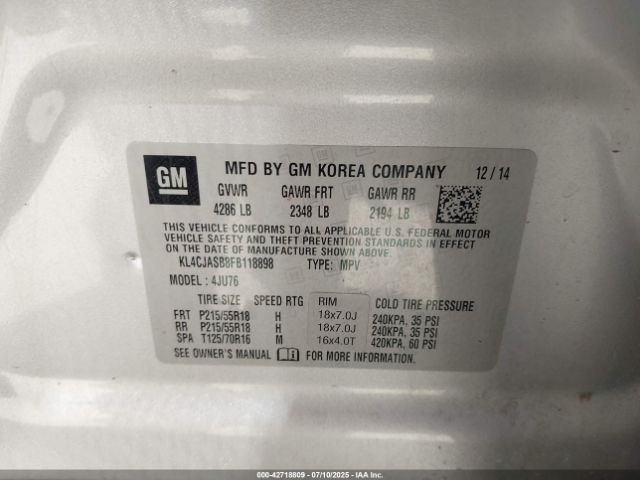 GM
MFD BY GM KOREA COMPANY 12/14
GVWR GAWR FRT GAWR RR
4286 LB 2348 LB 2194 LB
THIS VEHICLE CONFORMS TO ALL APPLICABLE U.S. FEDERAL MOTOR
VEHICLE SAFETY AND THEFT PREVENTION STANDARDS IN EFFECT ON
THE DATE OF MANUFACTURE SHOWN ABOVE.
KL4CJASB8FB118898 TYPE: MPV
MODEL: 4JU76
TIRE SIZE SPEED RTG RIM COLD TIRE PRESSURE
FRT P215/55R18 H 18x7.0J 240KPA, 35 PSI
RR P215/55R18 H 18x7.0J 240KPA, 35 PSI
SPA T125/70R16 M 16x4.0T 420KPA, 60 PSI
SEE OWNER'S MANUAL FOR MORE INFORMATION.
000-42718809 - 07/10/2025 - IAA Inc.